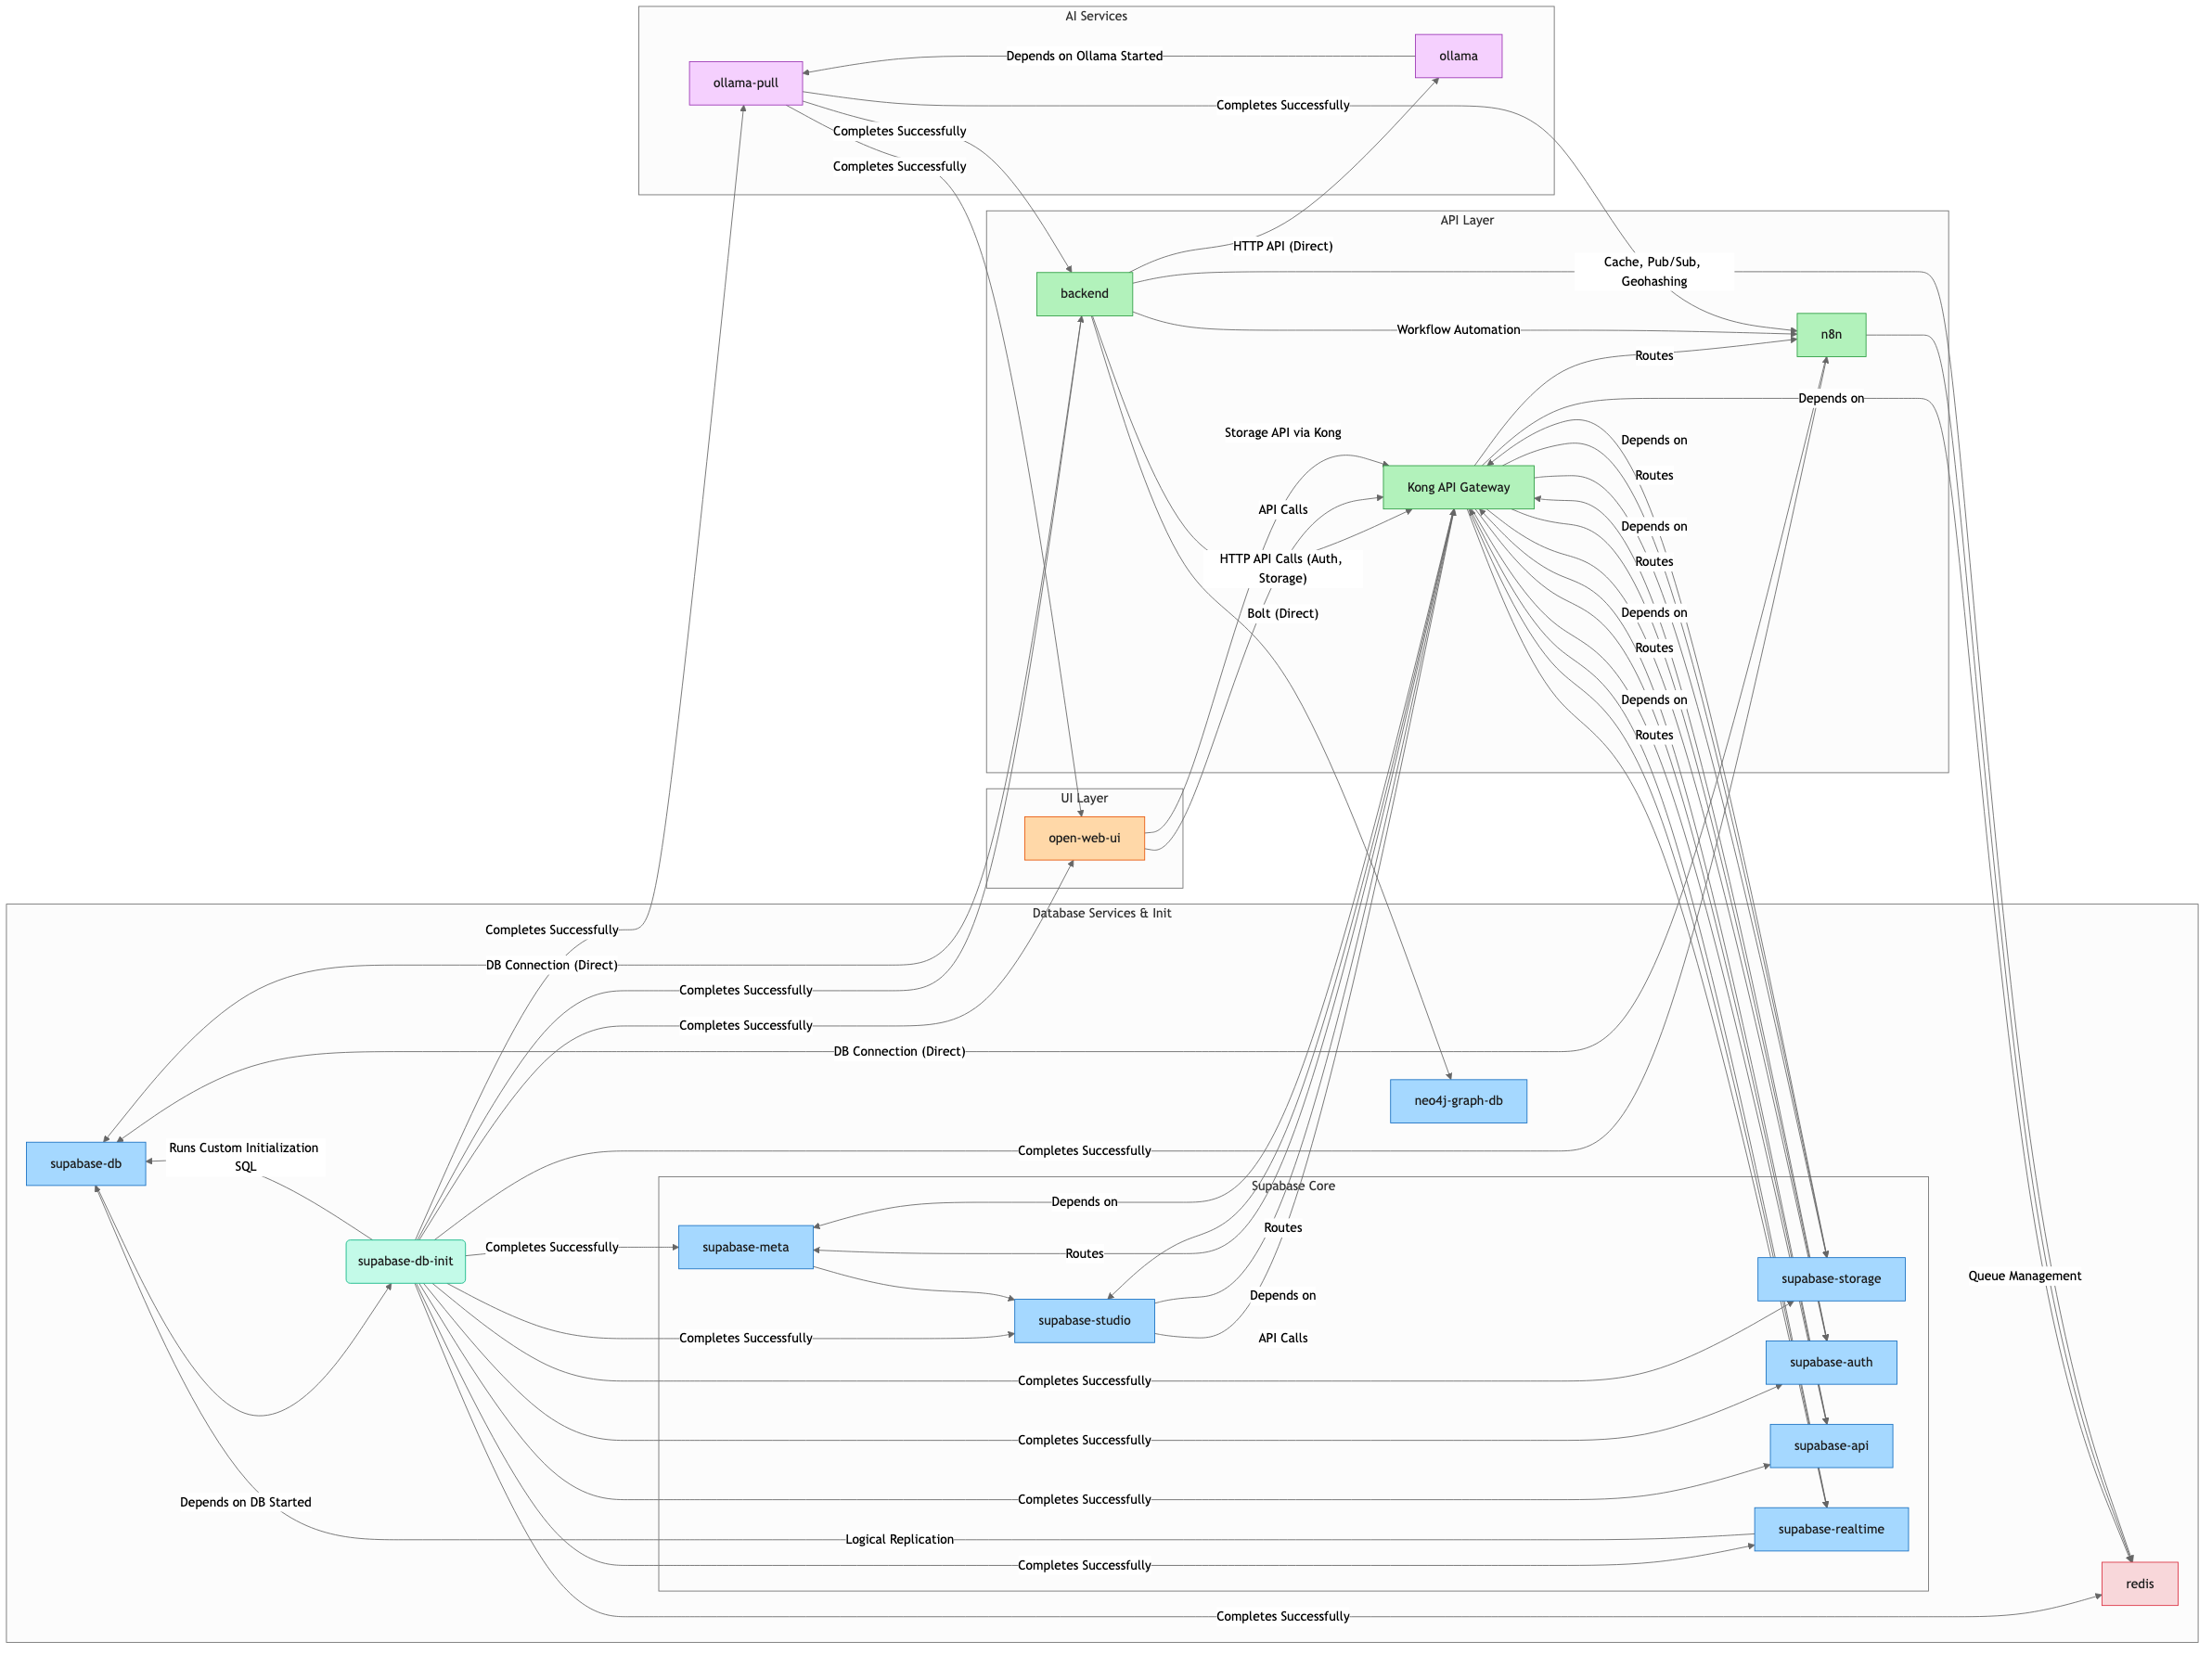 AI Services
Depends on Ollama Started
ollama
ollama-pull
Completes Successfully
Completes Successfully
Completes Successfully
API Layer
HTTP API (Direct)
Cache, Pub/Sub,
Geohashing
backend
Workflow Automation
n8n
Routes
Depends on
Storage API via Kong
Depends on
Routes
Kong API Gateway
API Calls
Depends on
HTTP API Calls (Auth,
Storage)
Routes
Bolt (Direct)
Depends on
Routes
Depends on
Routes
UI Layer
open-web-ui
Database Services & Init
Completes Successfully
DB Connection (Direct)
Completes Successfully
Completes Successfully
DB Connection (Direct)
neo4j-graph-db
Runs Custom Initialization
SQL
supabase-db
Completes Successfully
Supabase Core
Depends on
Routes
supabase-db-init
Completes Successfully
supabase-meta
Routes
supabase-storage
Queue Management
Depends on
supabase-studio
Completes Successfully
API Calls
supabase-auth
Completes Successfully
Completes Successfully
supabase-api
Completes Successfully
Depends on DB Started
Logical Replication
supabase-realtime
Completes Successfully
redis
Completes Successfully